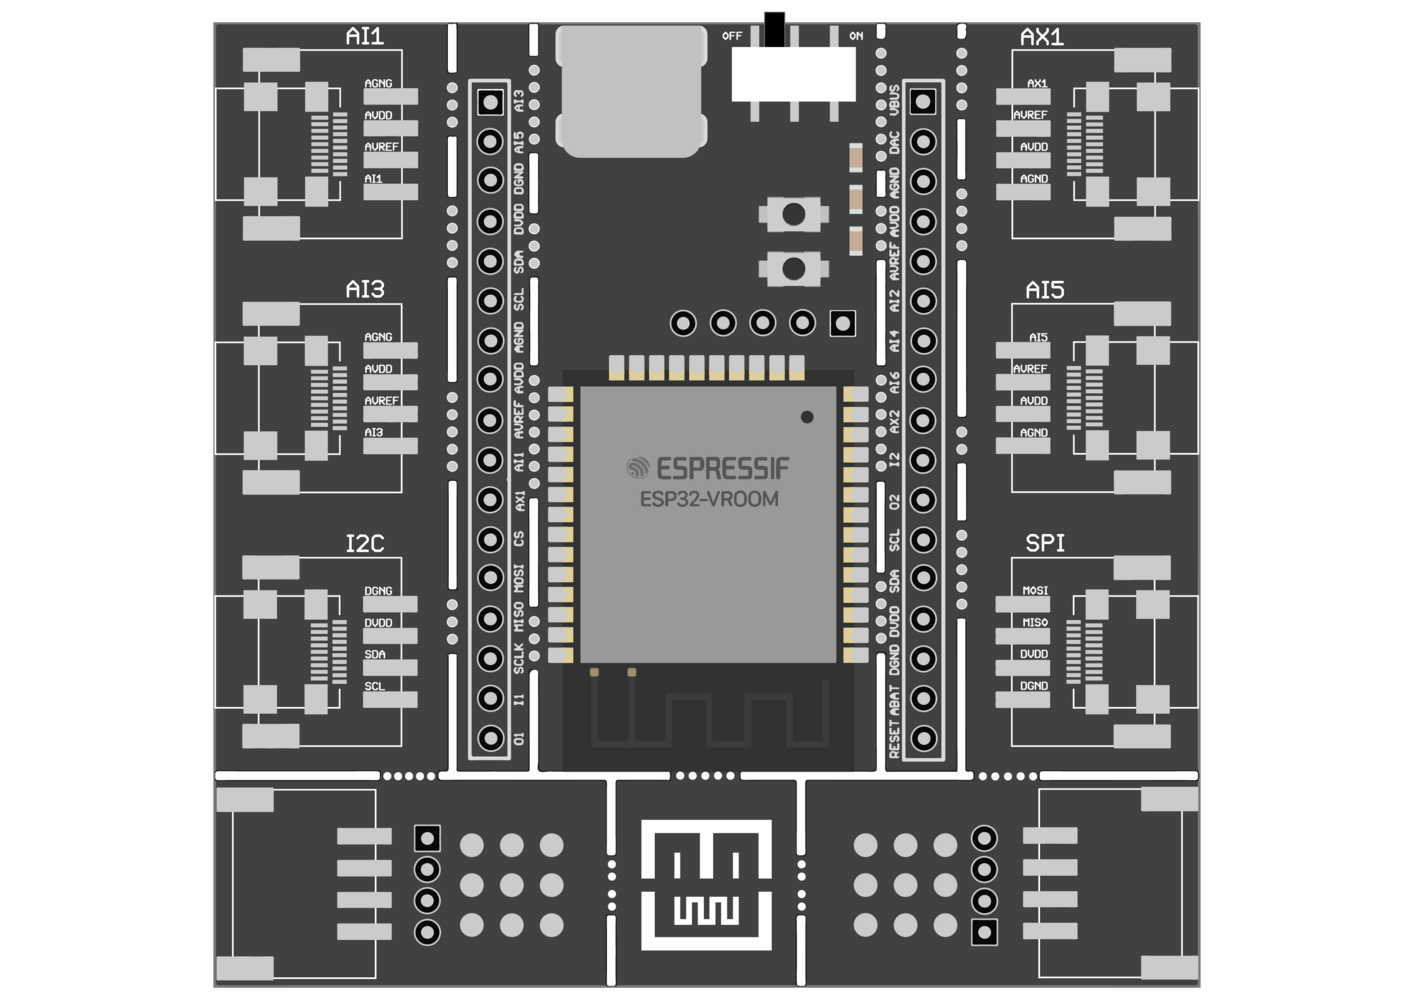 OFF
ON
AI1
AGNG
AVDD
AVREF
AI1
AI3
AGNG
AVDD
AVREF
AI3
I2C
DGNG
DVDD
SDA
SCL
AI3
AI5
DGND
DVDD
SDA
SCL
AGND
AVDD
AVREF
AI1
AX1
CS
MOSI
MISO
SCLK
I1
O1
ESPRESSIF
ESP32-VROOM
VBUS
DAC
AGND
AVDD
AVREF
AI2
AI4
AI6
AX2
I2
O2
SCL
SDA
DVDD
DGND
ABAT
RESET
AX1
AX1
AVREF
AVDD
AGND
AI5
AI5
AVREF
AVDD
AGND
SPI
MOSI
MISO
DVDD
DGND